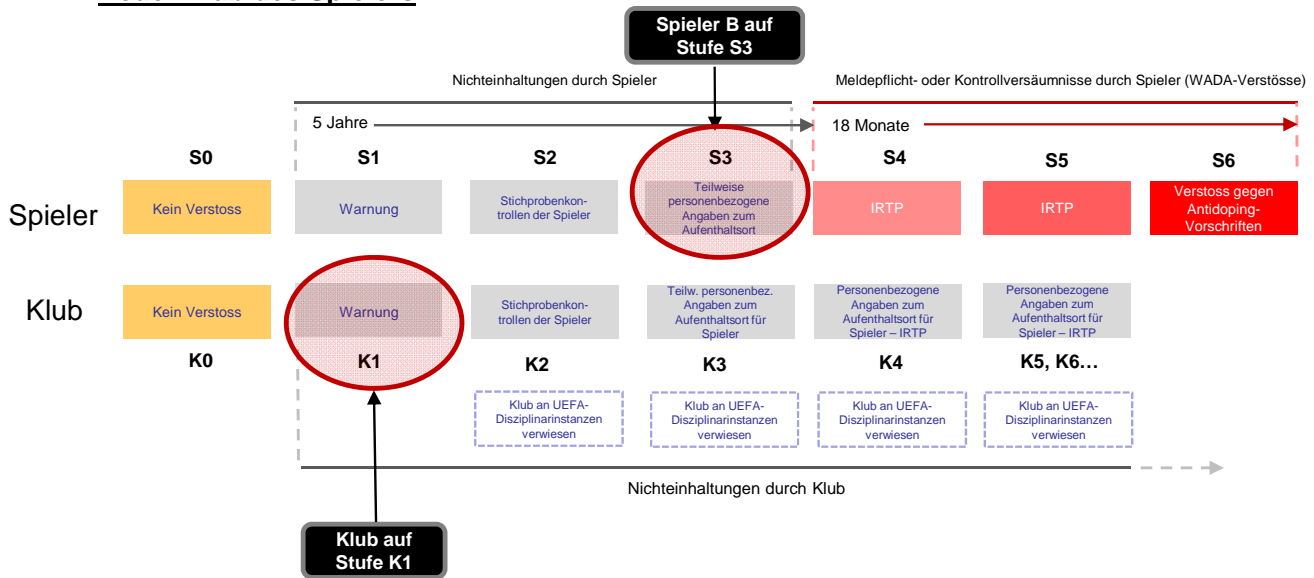 Spieler B auf
Stufe S3
Nichteinhaltungen durch Spieler
Meldepflicht- oder Kontrollversäumnisse durch Spieler (WADA-Verstösse)
5 Jahre
18 Monate
S0
S1
S2
S3
S4
S5
S6
Spieler
Kein Verstoss
Warnung
Stichprobenkon-
trollen der Spieler
Teilweise
personenbezogene
Angaben zum
Aufenthaltsort
IRTP
IRTP
Verstoss gegen
Antidoping-
Vorschriften
Klub
Kein Verstoss
Warnung
Stichprobenkon-
trollen der Spieler
Teilw. personenbez.
Angaben zum
Aufenthaltsort für
Spieler
Personenbezogene
Angaben zum
Aufenthaltsort für
Spieler – IRTP
Personenbezogene
Angaben zum
Aufenthaltsort für
Spieler – IRTP
K0
K1
K2
K3
K4
K5, K6…
Klub an UEFA-
Disziplinarinstanzen
verwiesen
Klub an UEFA-
Disziplinarinstanzen
verwiesen
Klub an UEFA-
Disziplinarinstanzen
verwiesen
Klub an UEFA-
Disziplinarinstanzen
verwiesen
Nichteinhaltungen durch Klub
Klub auf
Stufe K1